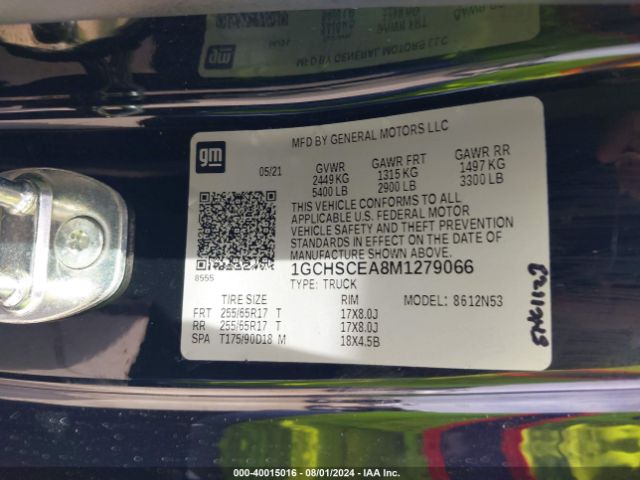 MFD BY GENERAL MOTORS LLC
gm
05/21
GVWR GAWR FRT GAWR RR
2449 KG 1315 KG 1497 KG
5400 LB 2900 LB 3300 LB
THIS VEHICLE CONFORMS TO ALL
APPLICABLE U.S. FEDERAL MOTOR
VEHICLE SAFETY AND THEFT PREVENTION
STANDARDS IN EFFECT ON THE DATE OF
MANUFACTURE SHOWN ABOVE.
8555
1GCHSCEA8M1279066
TYPE: TRUCK
MODEL: 8612N53
TIRE SIZE RIM
FRT 255/65R17 T 17X8.0J
RR 255/65R17 T 17X8.0J
SPA T175/90D18 M 18X4.5B
000-40015016 - 08/01/2024 - IAA Inc.